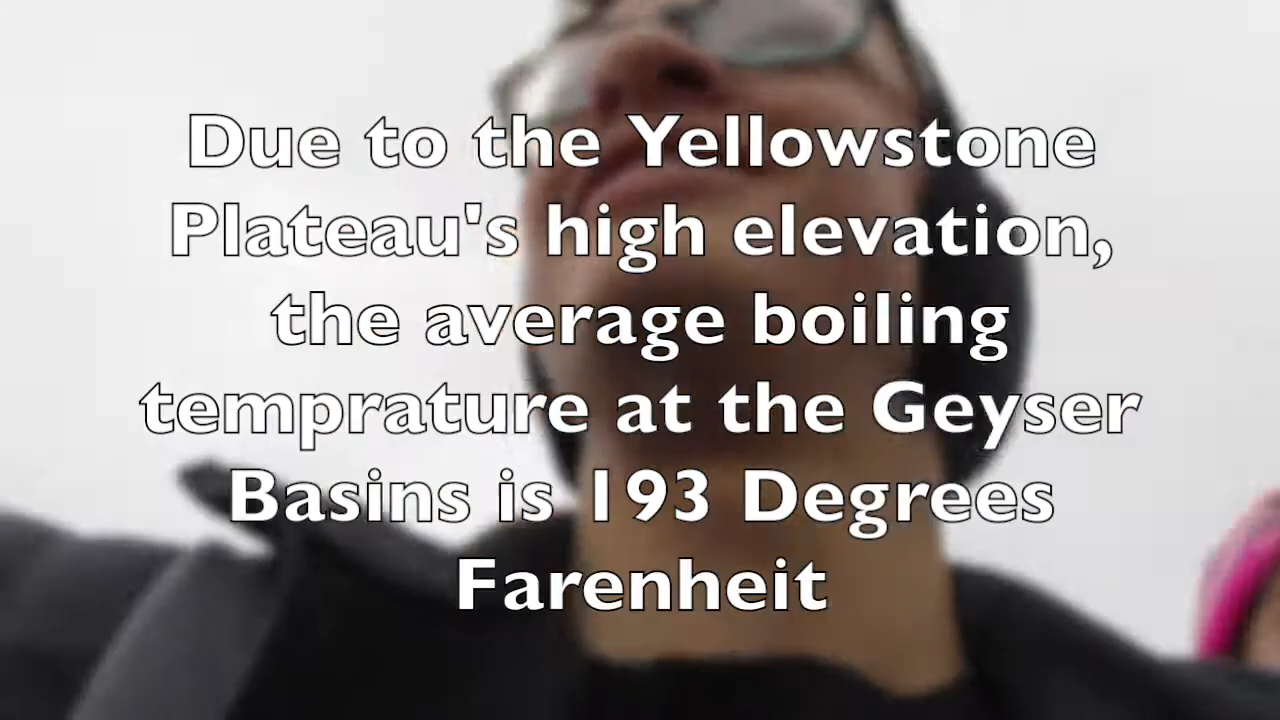 Due to the Yellowstone
Plateau's high elevation,
the average boiling
temprature at the Geyser
Basins is 193 Degrees
Farenheit